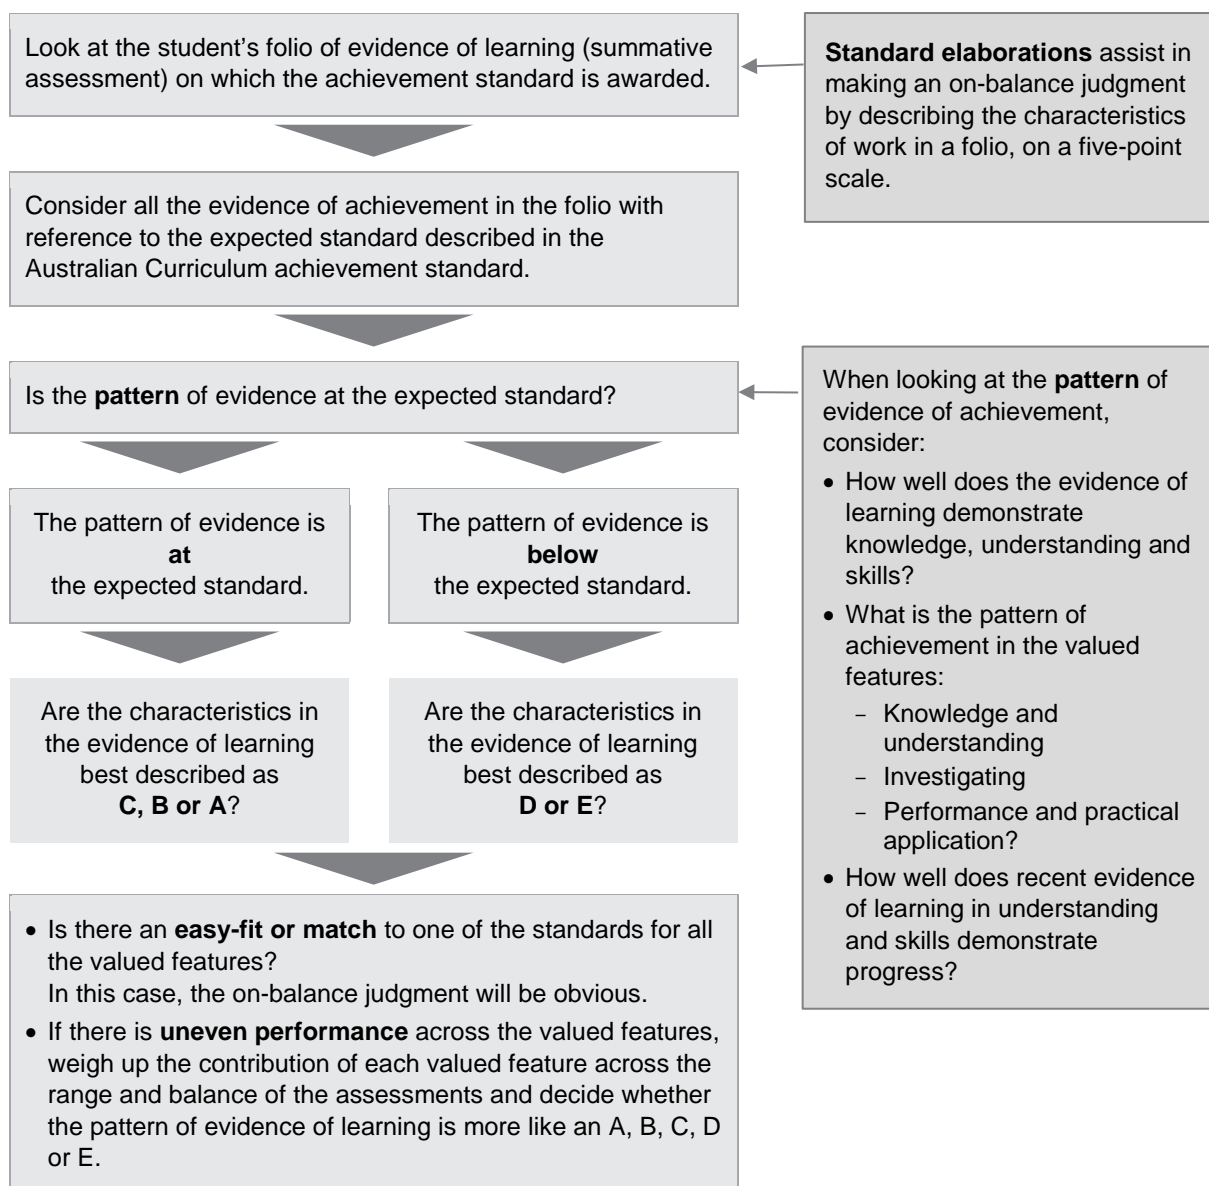 Look at the student’s folio of evidence of learning (summative
assessment) on which the achievement standard is awarded.
Standard elaborations assist in
making an on-balance judgment
by describing the characteristics
of work in a folio, on a five-point
scale.
Consider all the evidence of achievement in the folio with
reference to the expected standard described in the
Australian Curriculum achievement standard.
Is the pattern of evidence at the expected standard?
When looking at the pattern of
evidence of achievement,
consider:
• How well does the evidence of
learning demonstrate
knowledge, understanding and
skills?
• What is the pattern of
achievement in the valued
features:
- Knowledge and
understanding
- Investigating
- Performance and practical
application?
• How well does recent evidence
of learning in understanding
and skills demonstrate
progress?
The pattern of evidence is
at
the expected standard.
The pattern of evidence is
below
the expected standard.
Are the characteristics in
the evidence of learning
best described as
C, B or A?
Are the characteristics in
the evidence of learning
best described as
D or E?
• Is there an easy-fit or match to one of the standards for all
the valued features?
In this case, the on-balance judgment will be obvious.
• If there is uneven performance across the valued features,
weigh up the contribution of each valued feature across the
range and balance of the assessments and decide whether
the pattern of evidence of learning is more like an A, B, C, D
or E.